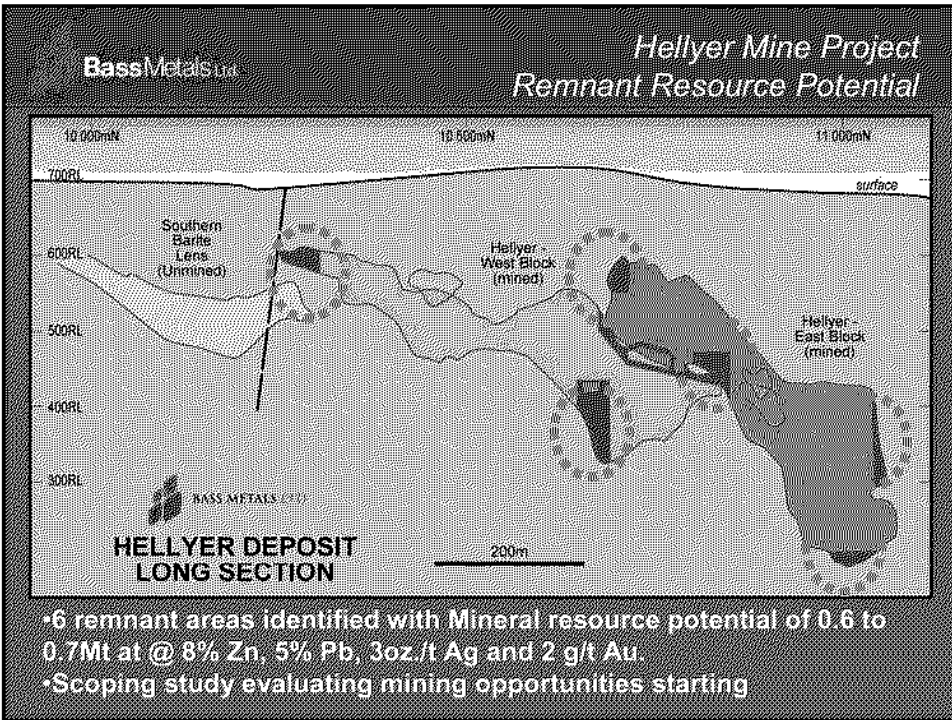 BassMetals Ltd
Hellyer Mine Project
Remnant Resource Potential
10 000mN
10 500mN
11 000mN
700RL
surface
Southern
Barite
Lens
(Unmined)
600RL
Hellyer -
West Block
(mined)
500RL
Hellyer -
East Block
(mined)
400RL
300RL
BASS METALS LTD
HELLYER DEPOSIT
LONG SECTION
200m
•6 remnant areas identified with Mineral resource potential of 0.6 to
0.7Mt at @ 8% Zn, 5% Pb, 3oz./t Ag and 2 g/t Au.
•Scoping study evaluating mining opportunities starting